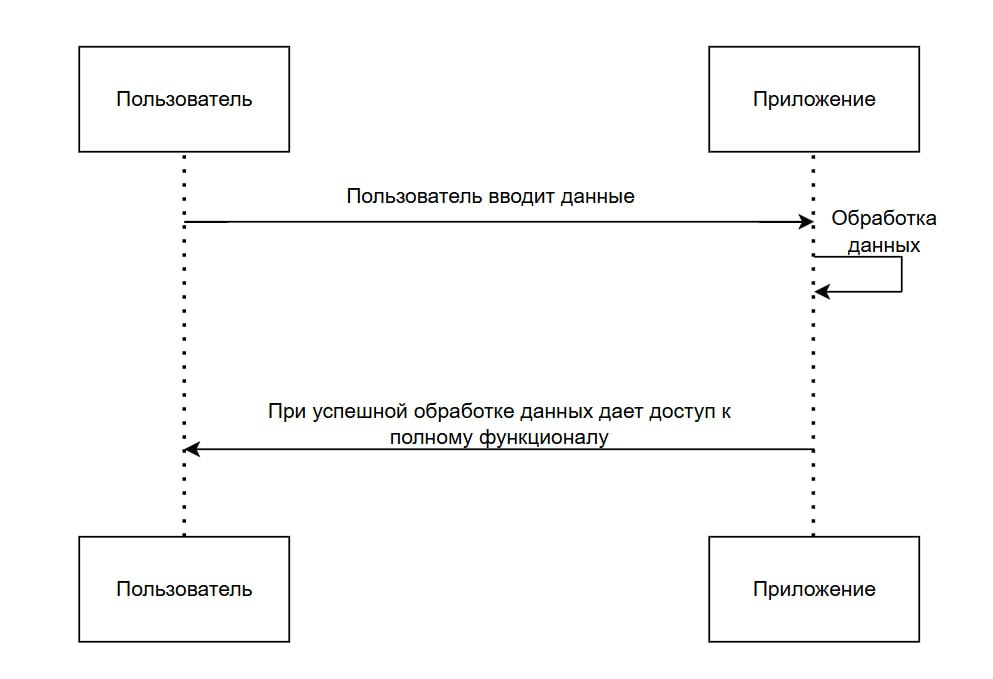 Пользователь
Приложение
Пользователь вводит данные
Обработка
данных
При успешной обработке данных дает доступ к
полному функционалу
Пользователь
Приложение